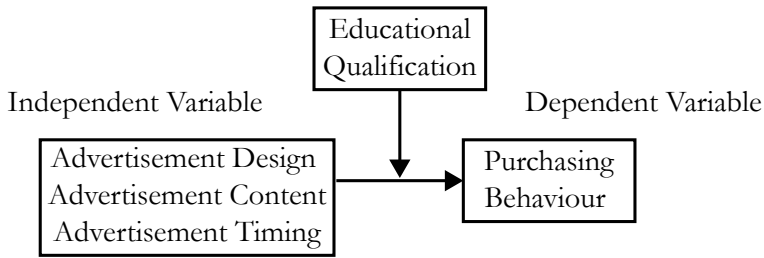 Educational
Qualification
Independent Variable
Dependent Variable
Advertisement Design
Advertisement Content
Advertisement Timing
Purchasing
Behaviour